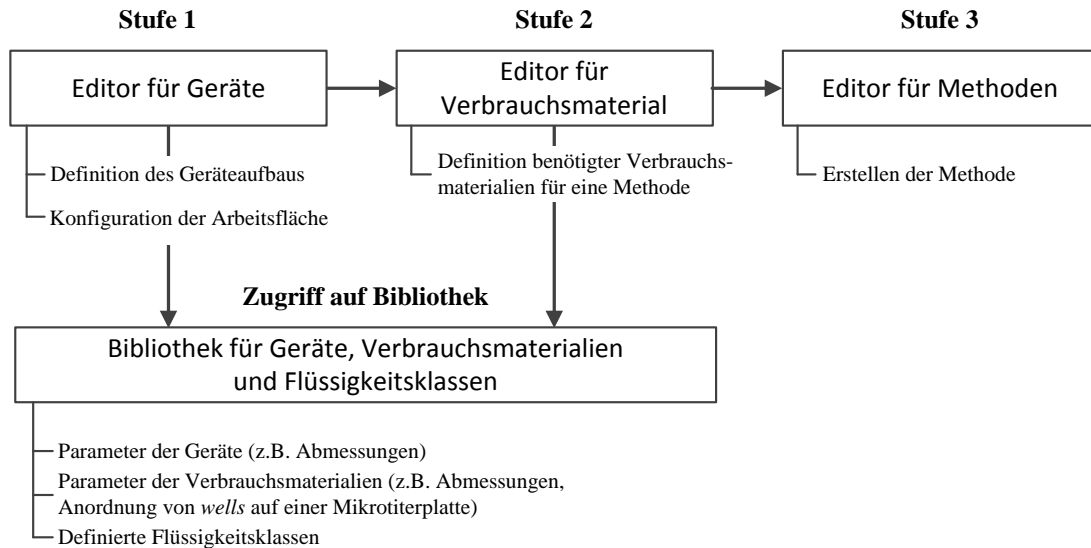 Stufe 1
Stufe 2
Stufe 3
Editor für Geräte
Editor für
Verbrauchsmaterial
Editor für Methoden
Definition des Geräteaufbaus
Konfiguration der Arbeitsfläche
Definition benötigter Verbrauchs-
materialien für eine Methode
Erstellen der Methode
Zugriff auf Bibliothek
Bibliothek für Geräte, Verbrauchsmaterialien
und Flüssigkeitsklassen
Parameter der Geräte (z.B. Abmessungen)
Parameter der Verbrauchsmaterialien (z.B. Abmessungen,
Anordnung von wells auf einer Mikrotiterplatte)
Definierte Flüssigkeitsklassen